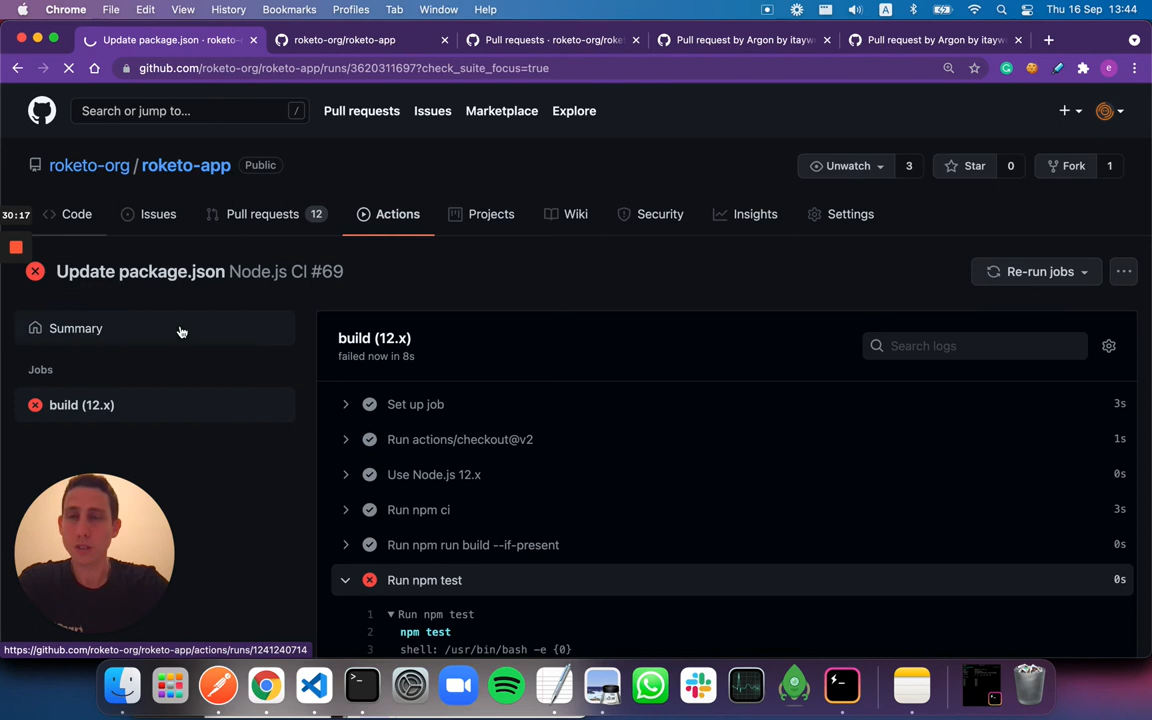 Chrome File Edit View History Bookmarks Profiles Tab Window Help A Thu 16 Sep 13:44
Update package.json · roketo- roketo-org/roketo-app Pull requests · roketo-org/roke Pull request by Argon by itayw Pull request by Argon by itayw
github.com/roketo-org/roketo-app/runs/3620311697?check_suite_focus=true e
Search or jump to... / Pull requests Issues Marketplace Explore
roketo-org / roketo-app Public Unwatch 3 Star 0 Fork 1
30:17 Code Issues Pull requests 12 Actions Projects Wiki Security Insights Settings
Update package.json Node.js CI #69 Re-run jobs
Summary
Jobs
build (12.x)
build (12.x)
failed now in 8s
Search logs
Set up job 3s
Run actions/checkout@v2 1s
Use Node.js 12.x 0s
Run npm ci 3s
Run npm run build --if-present 0s
Run npm test 0s
1 Run npm test
2 npm test
3 shell: /usr/bin/bash -e {0}
https://github.com/roketo-org/roketo-app/actions/runs/1241240714